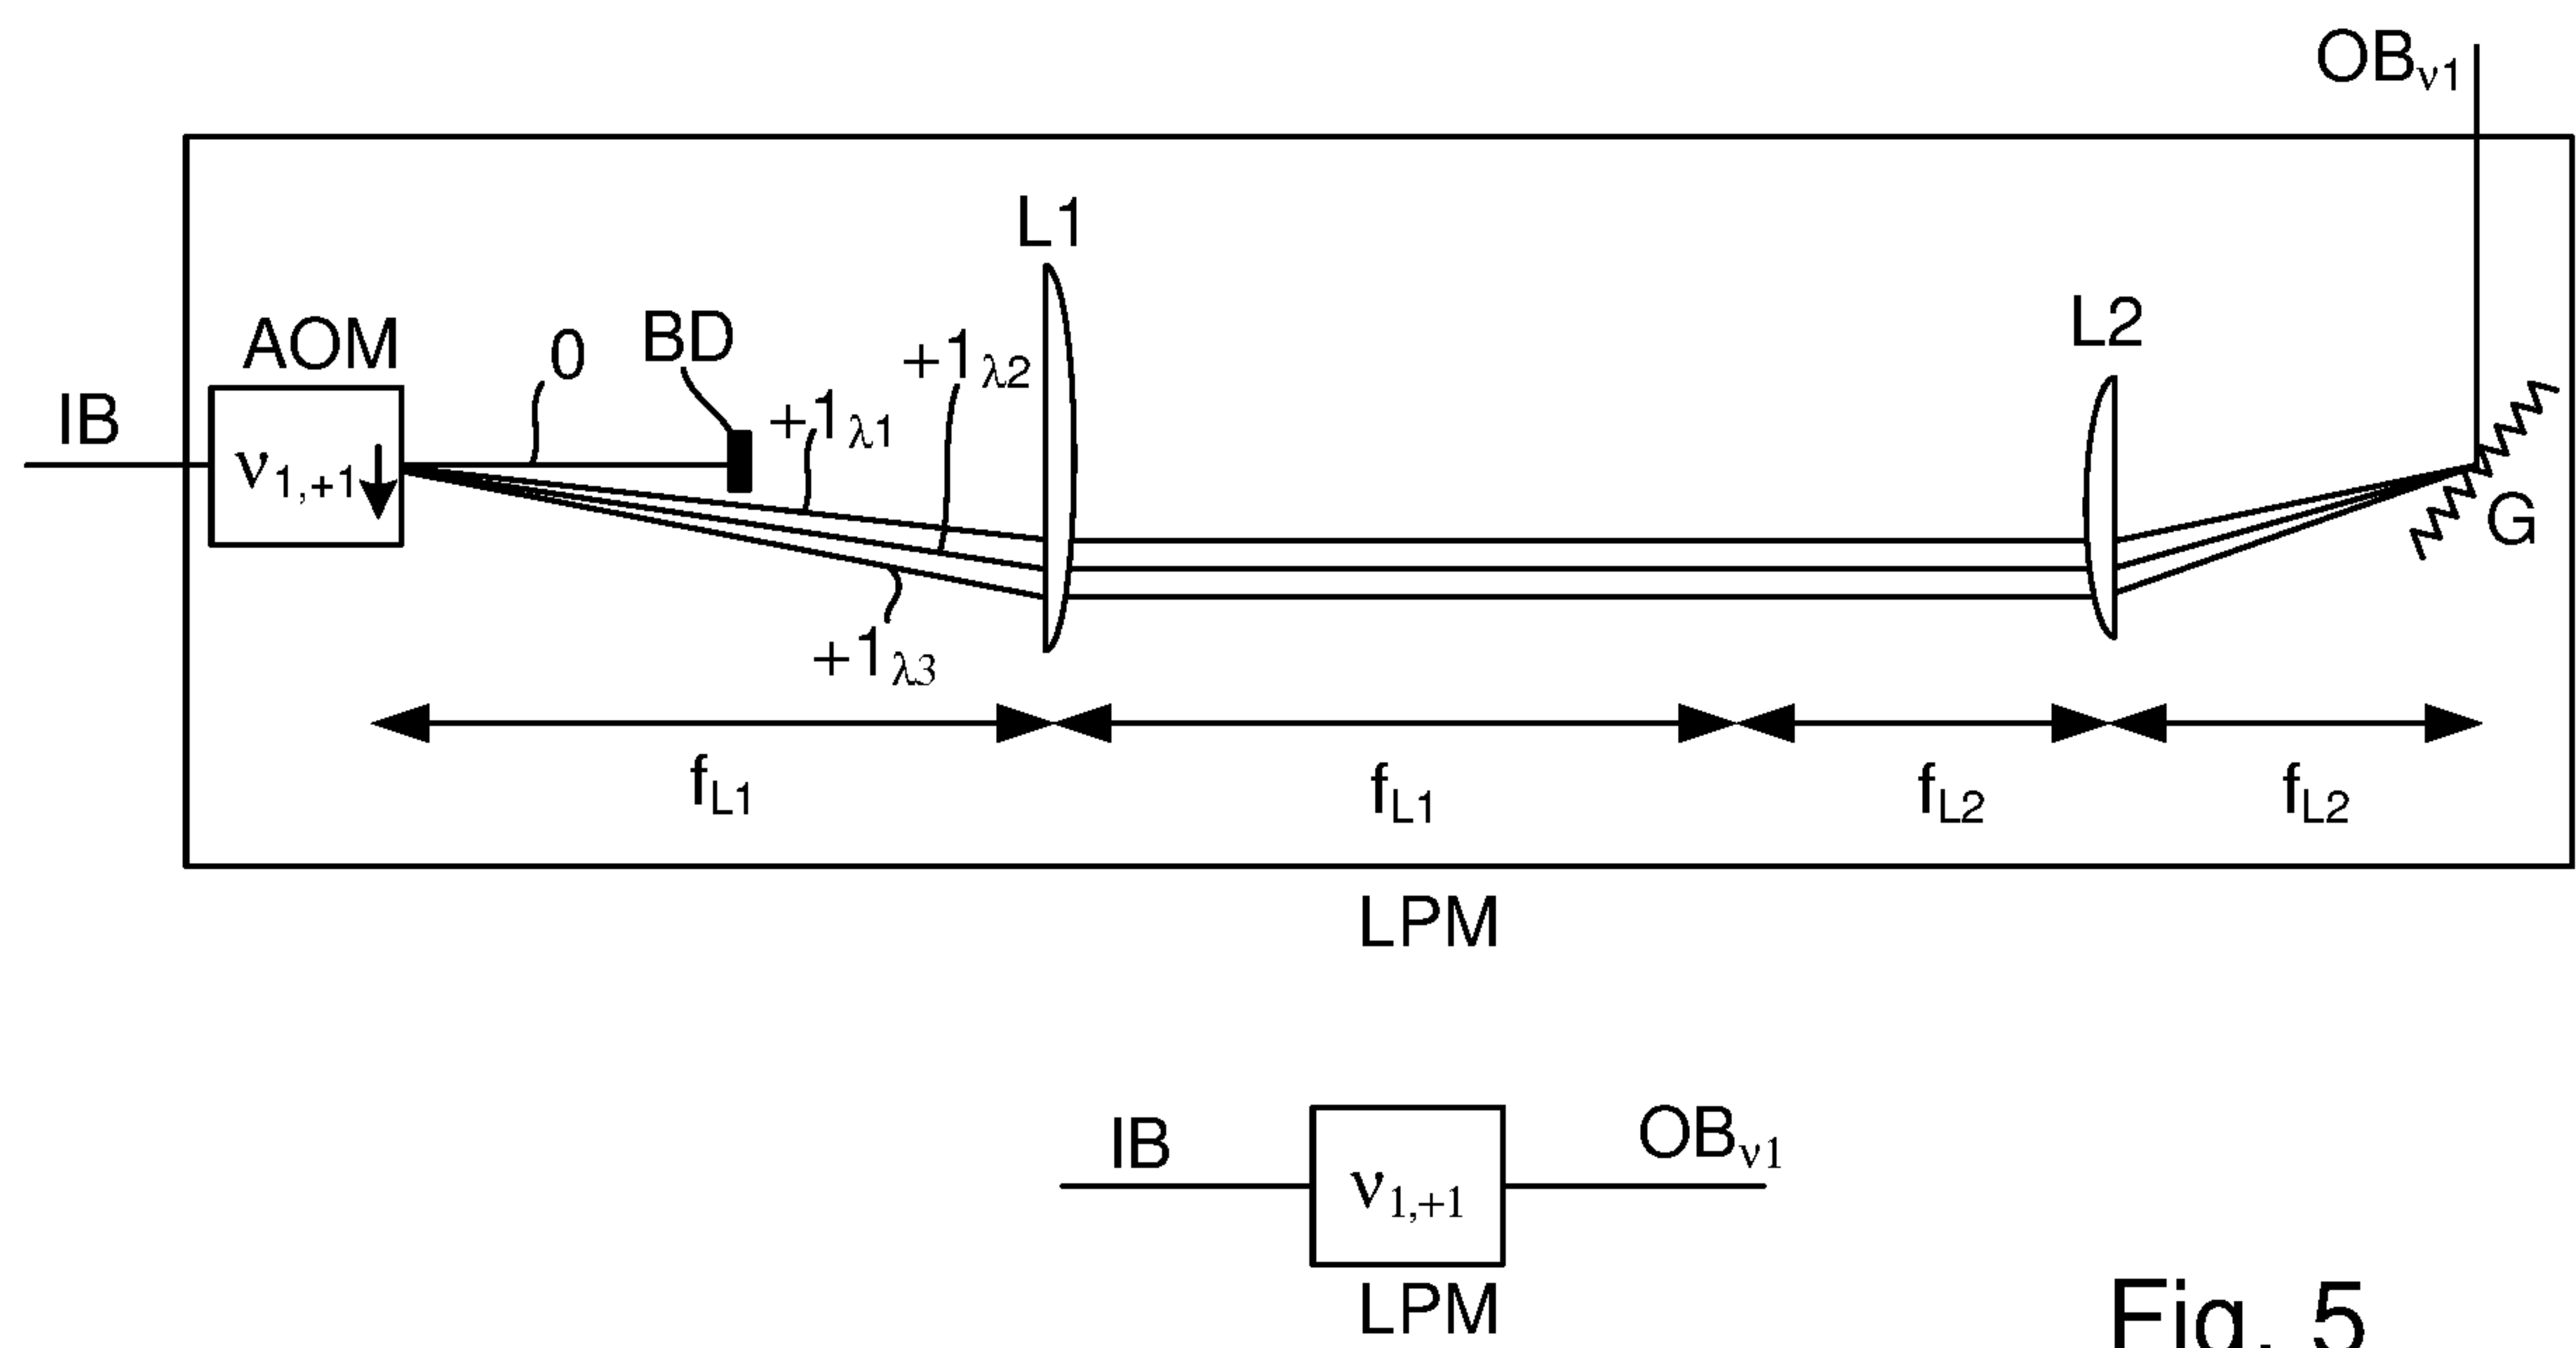 OBν1
L1
L2
AOM
0
BD
+1λ2
+1λ1
IB
ν1,+1
G
+1λ3
fL1
fL1
fL2
fL2
LPM
IB
OBν1
ν1,+1
LPM
Fig. 5